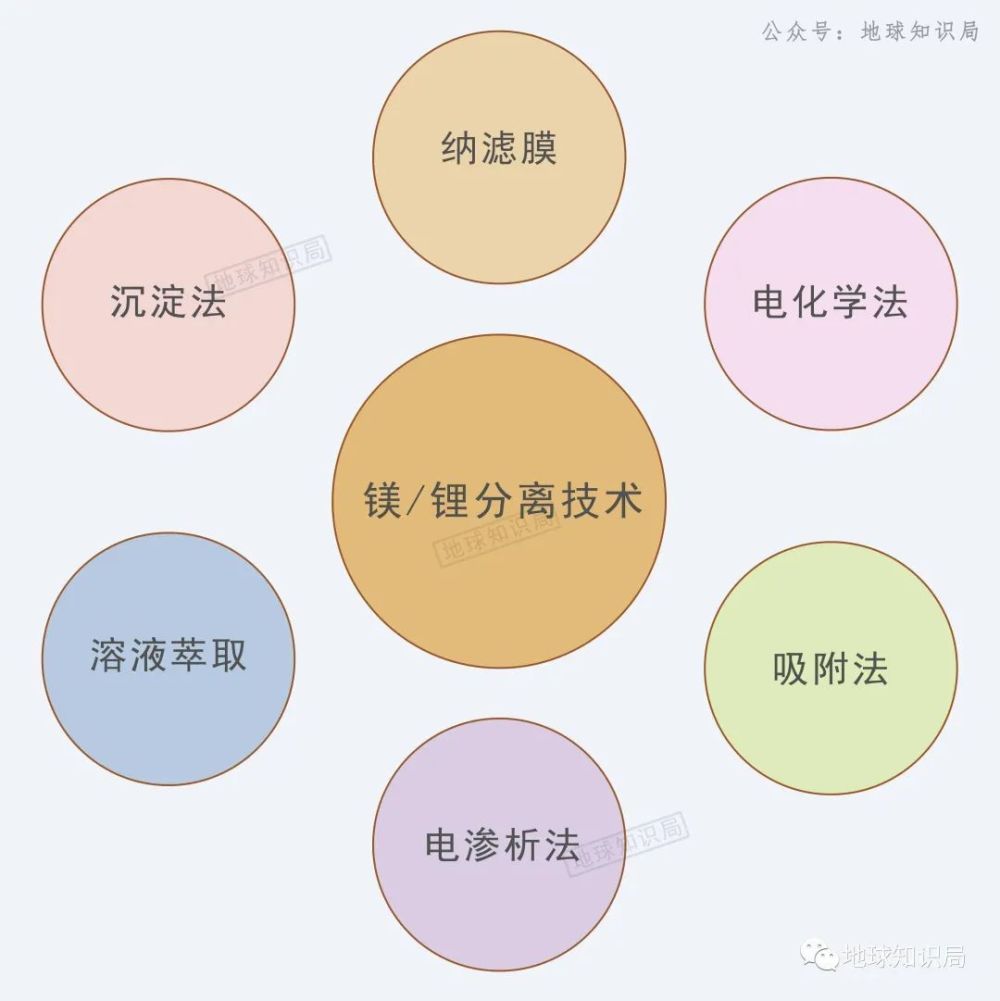 公众号：地球知识局
纳滤膜
沉淀法
地球知识局
电化学法
镁/锂分离技术
地球知识局
溶液萃取
吸附法
电渗析法
地球知识局
地球知识局